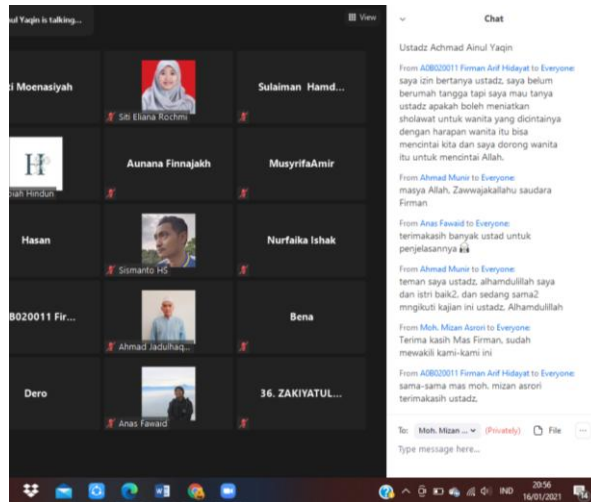 ul Yaqin is talking...
View
i Moenasiyah
Siti Eliana Rochmi
Sulaiman Hamd...
H
iah Hindun
Aunana Finnajakh
MusyrifaAmir
Hasan
Sismanto HS
Nurfaika Ishak
B020011 Fir...
Ahmad Jadulhaq...
Bena
Dero
Anas Fawaid
36. ZAKIYATUL...
Chat
Ustadz Achmad Ainul Yaqin
From A0B020011 Firman Arif Hidayat to Everyone:
saya izin bertanya ustadz, saya belum
berumah tangga tapi saya mau tanya
ustadz apakah boleh meniatkan
sholawat untuk wanita yang dicintainya
dengan harapan wanita itu bisa
mencintai kita dan saya dorong wanita
itu untuk mencintai Allah.
From Ahmad Munir to Everyone:
masya Allah, Zawwajakallahu saudara
Firman
From Anas Fawaid to Everyone:
terimakasih banyak ustad untuk
penjelasannya
From Ahmad Munir to Everyone:
teman saya ustadz, alhamdulillah saya
dan istri baik2, dan sedang sama2
mngikuti kajian ini ustadz. Alhamdulillah
From Moh. Mizan Asrori to Everyone:
Terima kasih Mas Firman, sudah
mewakili kami-kami ini
From A0B020011 Firman Arif Hidayat to Everyone:
sama-sama mas moh. mizan asrori
terimakasih ustadz,
To: Moh. Mizan ... (Privately) File ...
Type message here...
IND
20:56
16/01/2021